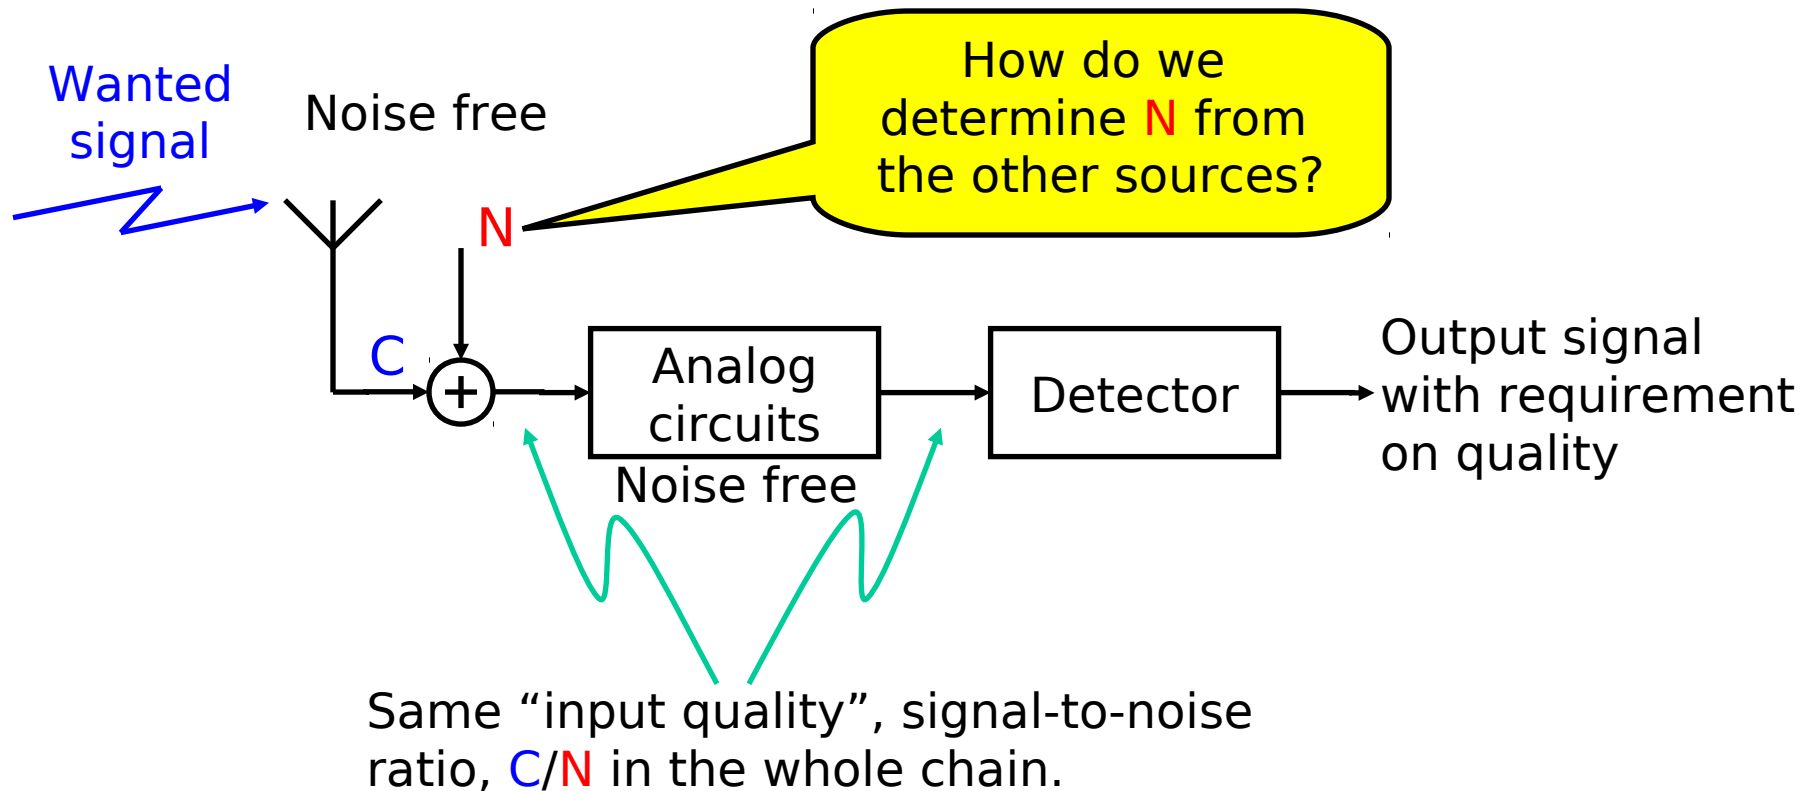 Wanted
signal
Noise free
How do we
determine N from
the other sources?
N
C
+
Analog
circuits
Noise free
Detector
Output signal
with requirement
on quality
Same “input quality”, signal-to-noise
ratio, C/N in the whole chain.